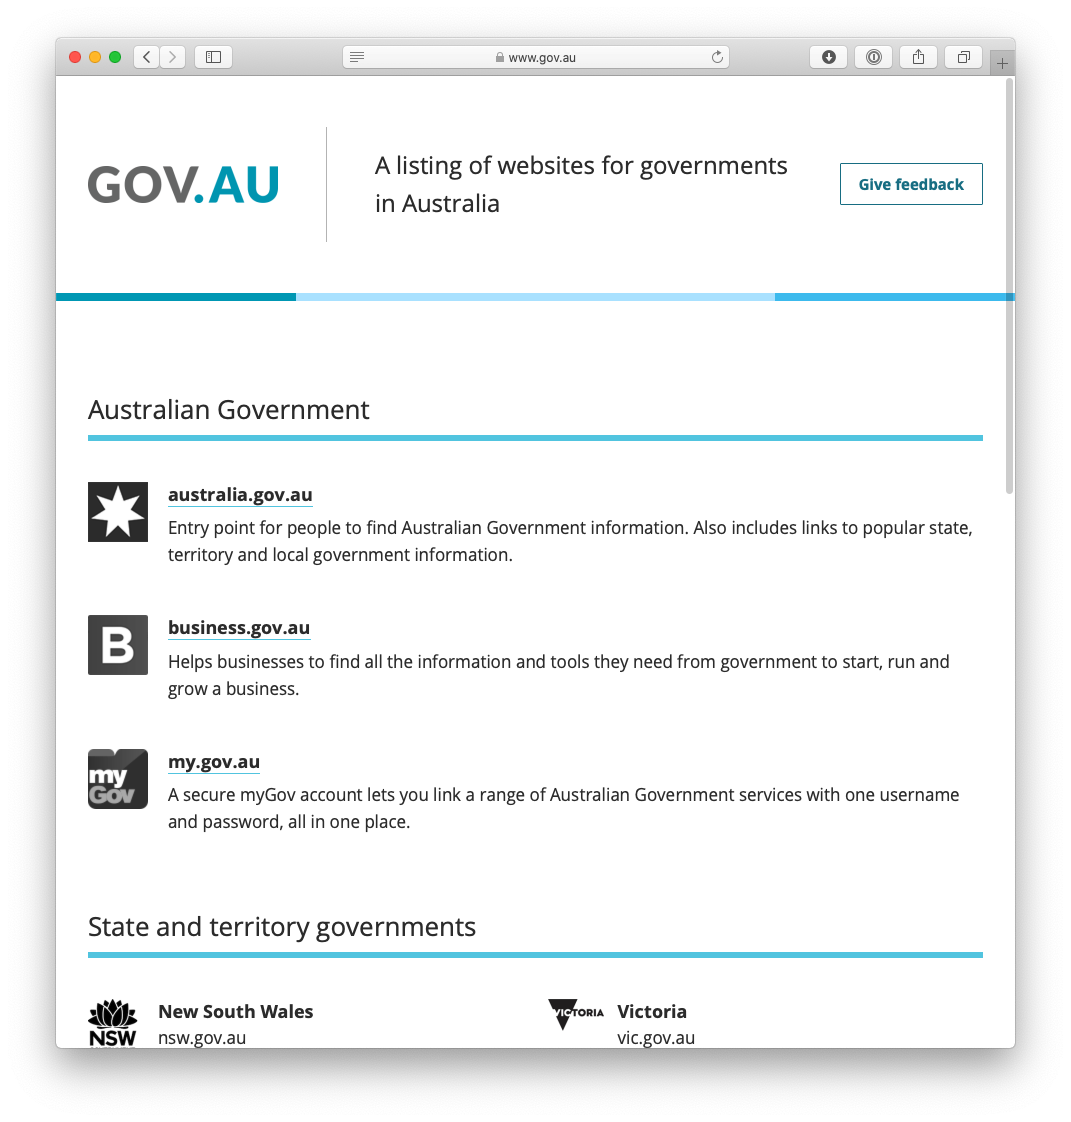 www.gov.au
GOV.AU
A listing of websites for governments
in Australia
Give feedback
Australian Government
australia.gov.au
Entry point for people to find Australian Government information. Also includes links to popular state,
territory and local government information.
B
business.gov.au
Helps businesses to find all the information and tools they need from government to start, run and
grow a business.
my
Gov
my.gov.au
A secure myGov account lets you link a range of Australian Government services with one username
and password, all in one place.
State and territory governments
NSW
New South Wales
nsw.gov.au
VICTORIA
Victoria
vic.gov.au